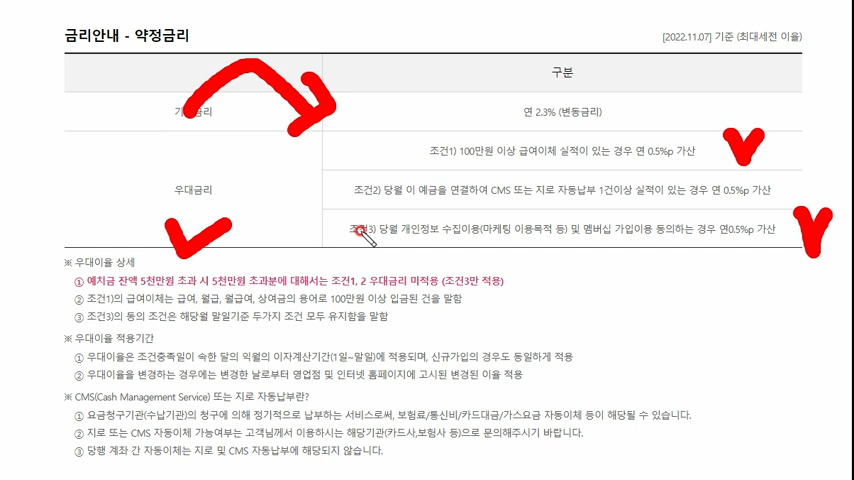 금리안내 - 약정금리
[2022.11.07] 기준 (최대세전 이율)
구분
금리
연 2.3% (변동금리)
조건1) 100만원 이상 급여이체 실적이 있는 경우 연 0.5%p 가산
우대금리
조건2) 당월 이 예금을 연결하여 CMS 또는 지로 자동납부 1건이상 실적이 있는 경우 연 0.5%p 가산
조건3) 당월 개인정보 수집이용(마케팅 이용목적 등) 및 멤버십 가입이용 동의하는 경우 연0.5%p 가산
※ 우대이율 상세
① 예치금 잔액 5천만원 초과 시 5천만원 초과분에 대해서는 조건1, 2 우대금리 미적용 (조건3만 적용)
② 조건1)의 급여이체는 급여, 월급, 월급여, 상여금의 용어로 100만원 이상 입금된 건을 말함
③ 조건3)의 동의 조건은 해당월 말일기준 두가지 조건 모두 유지함을 말함
※ 우대이율 적용기간
① 우대이율은 조건충족일이 속한 달의 익월의 이자계산기간(1일~말일)에 적용되며, 신규가입의 경우도 동일하게 적용
② 우대이율을 변경하는 경우에는 변경한 날로부터 영업점 및 인터넷 홈페이지에 고시된 변경된 이율 적용
※ CMS(Cash Management Service) 또는 지로 자동납부란?
① 요금청구기관(수납기관)의 청구에 의해 정기적으로 납부하는 서비스로써, 보험료/통신비/카드대금/가스요금 자동이체 등이 해당될 수 있습니다.
② 지로 또는 CMS 자동이체 가능여부는 고객님께서 이용하시는 해당기관(카드사,보험사 등)으로 문의해주시기 바랍니다.
③ 당행 계좌 간 자동이체는 지로 및 CMS 자동납부에 해당되지 않습니다.